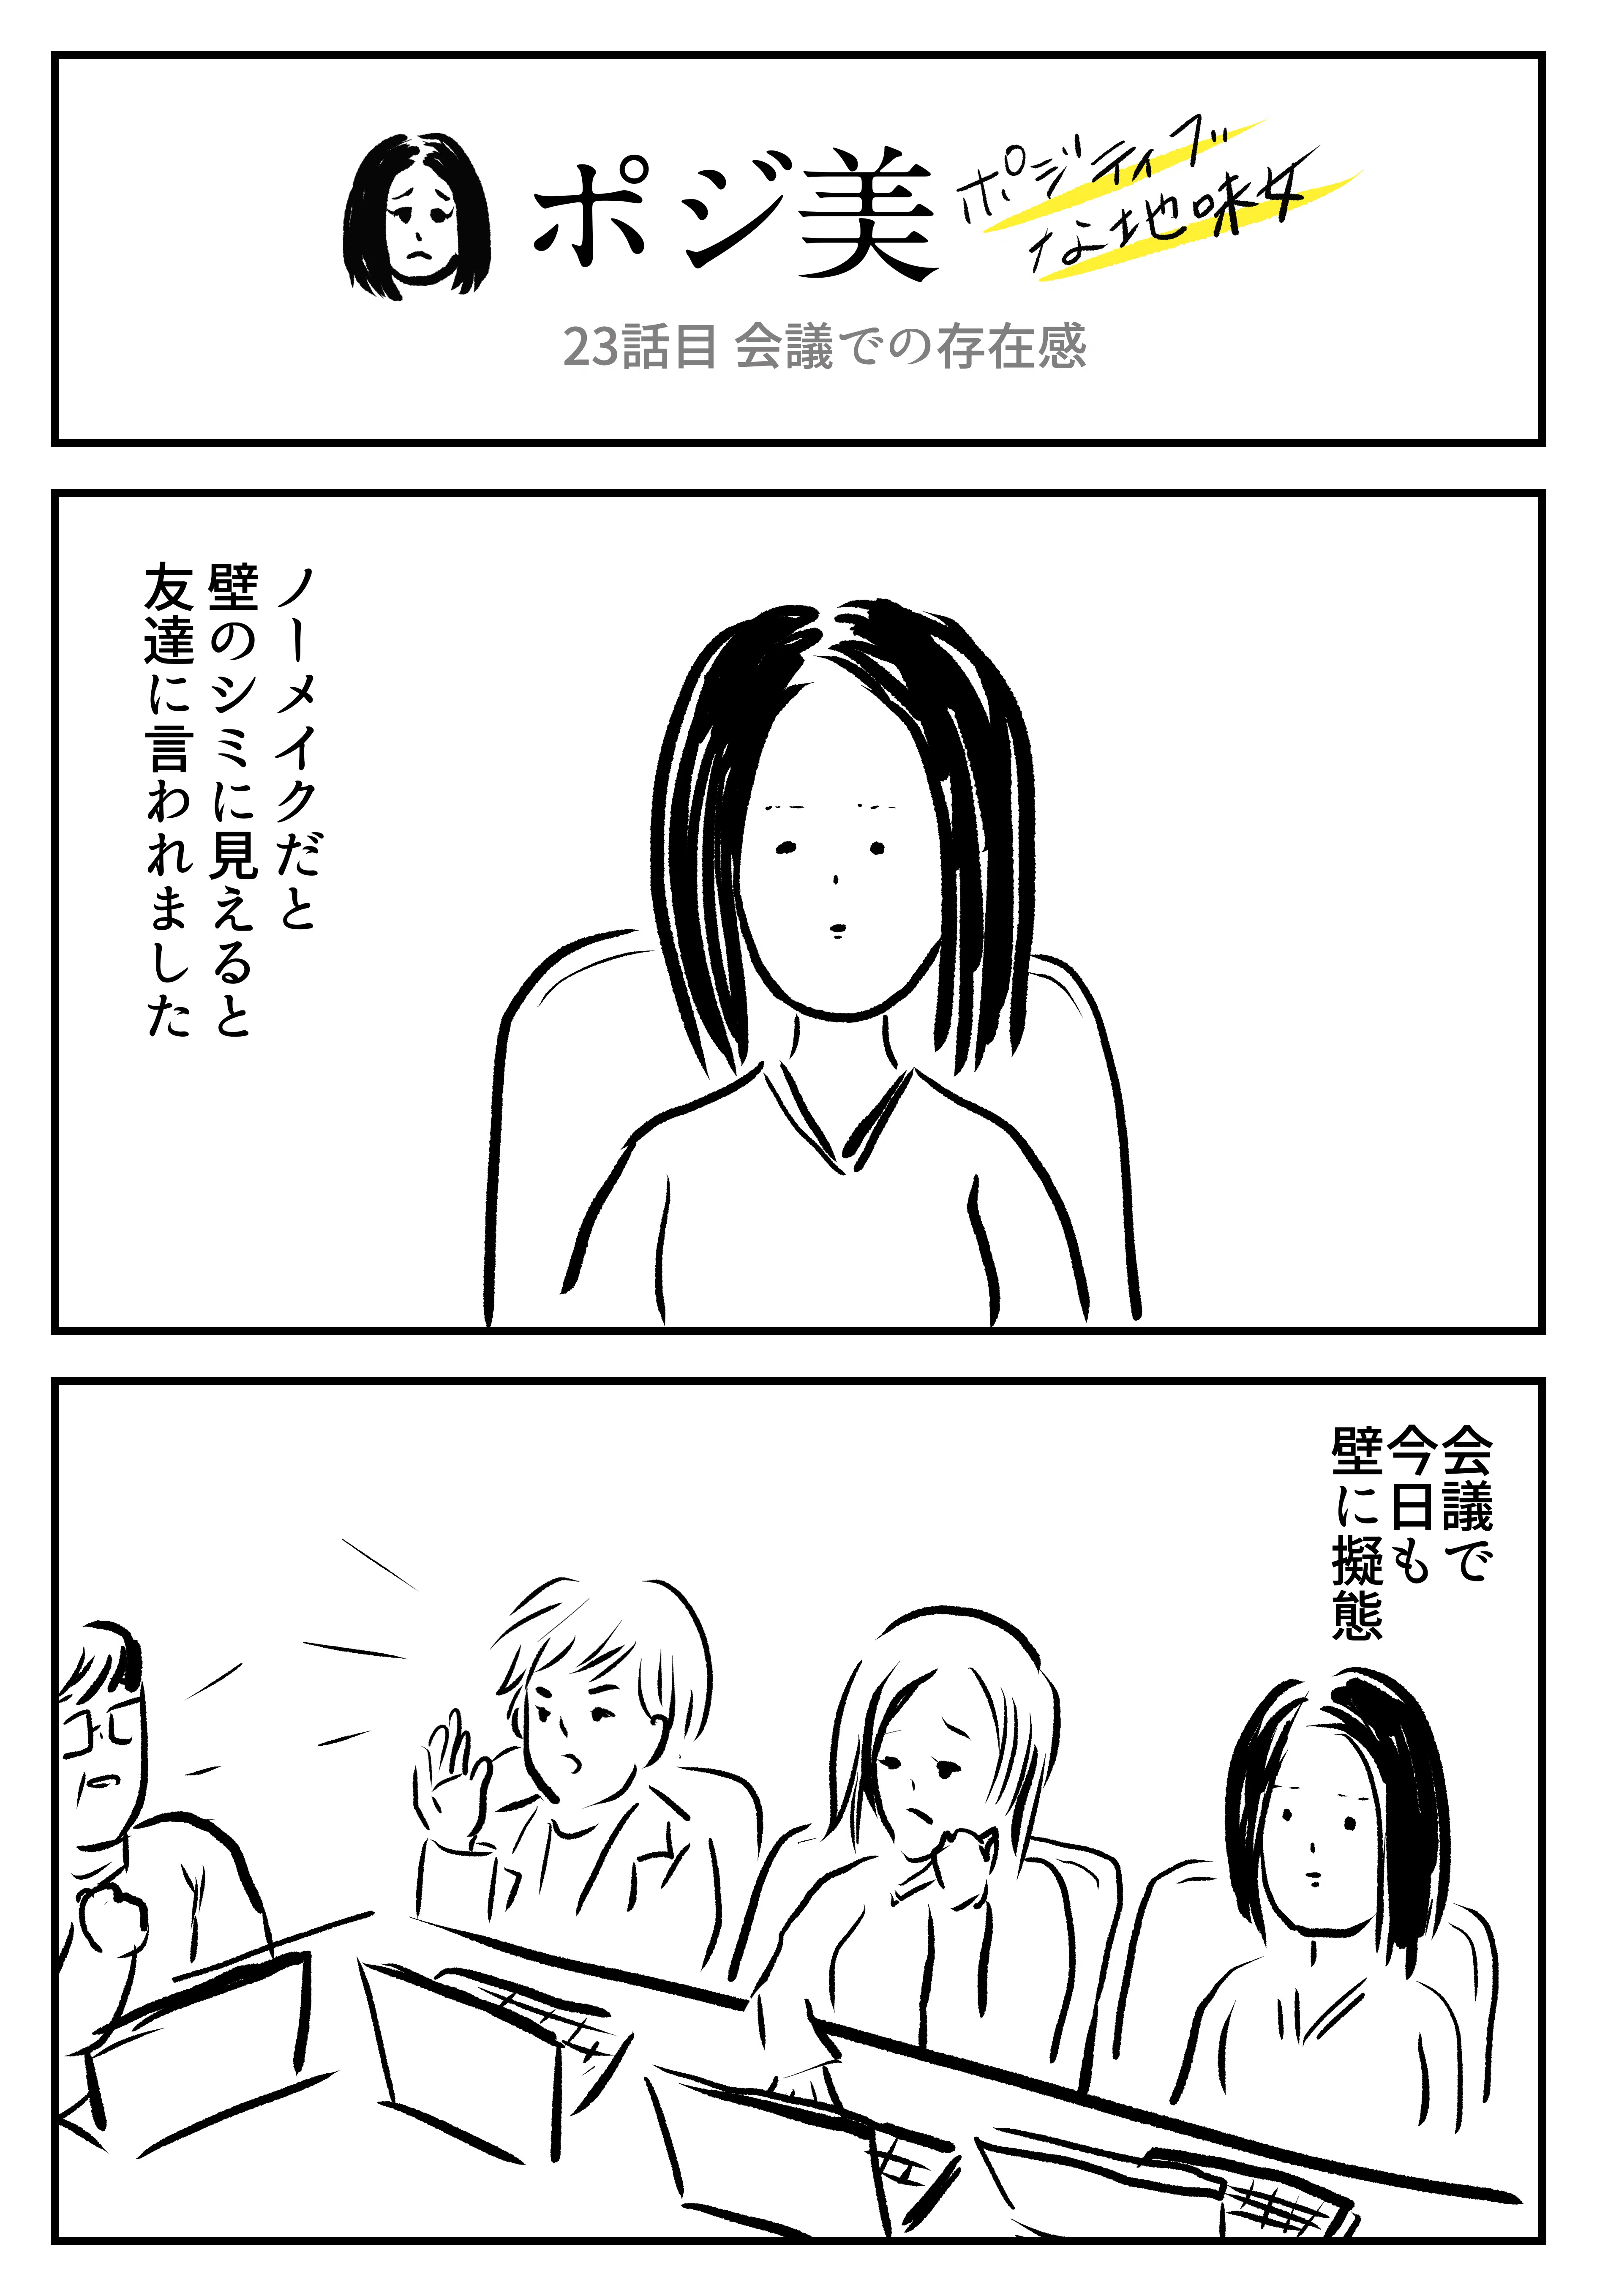 ポジ美
ポジティブ
な地味女
23話目 会議での存在感
ノーメイクだと
壁のシミに見えると
友達に言われました
会議で
今日も
壁に擬態